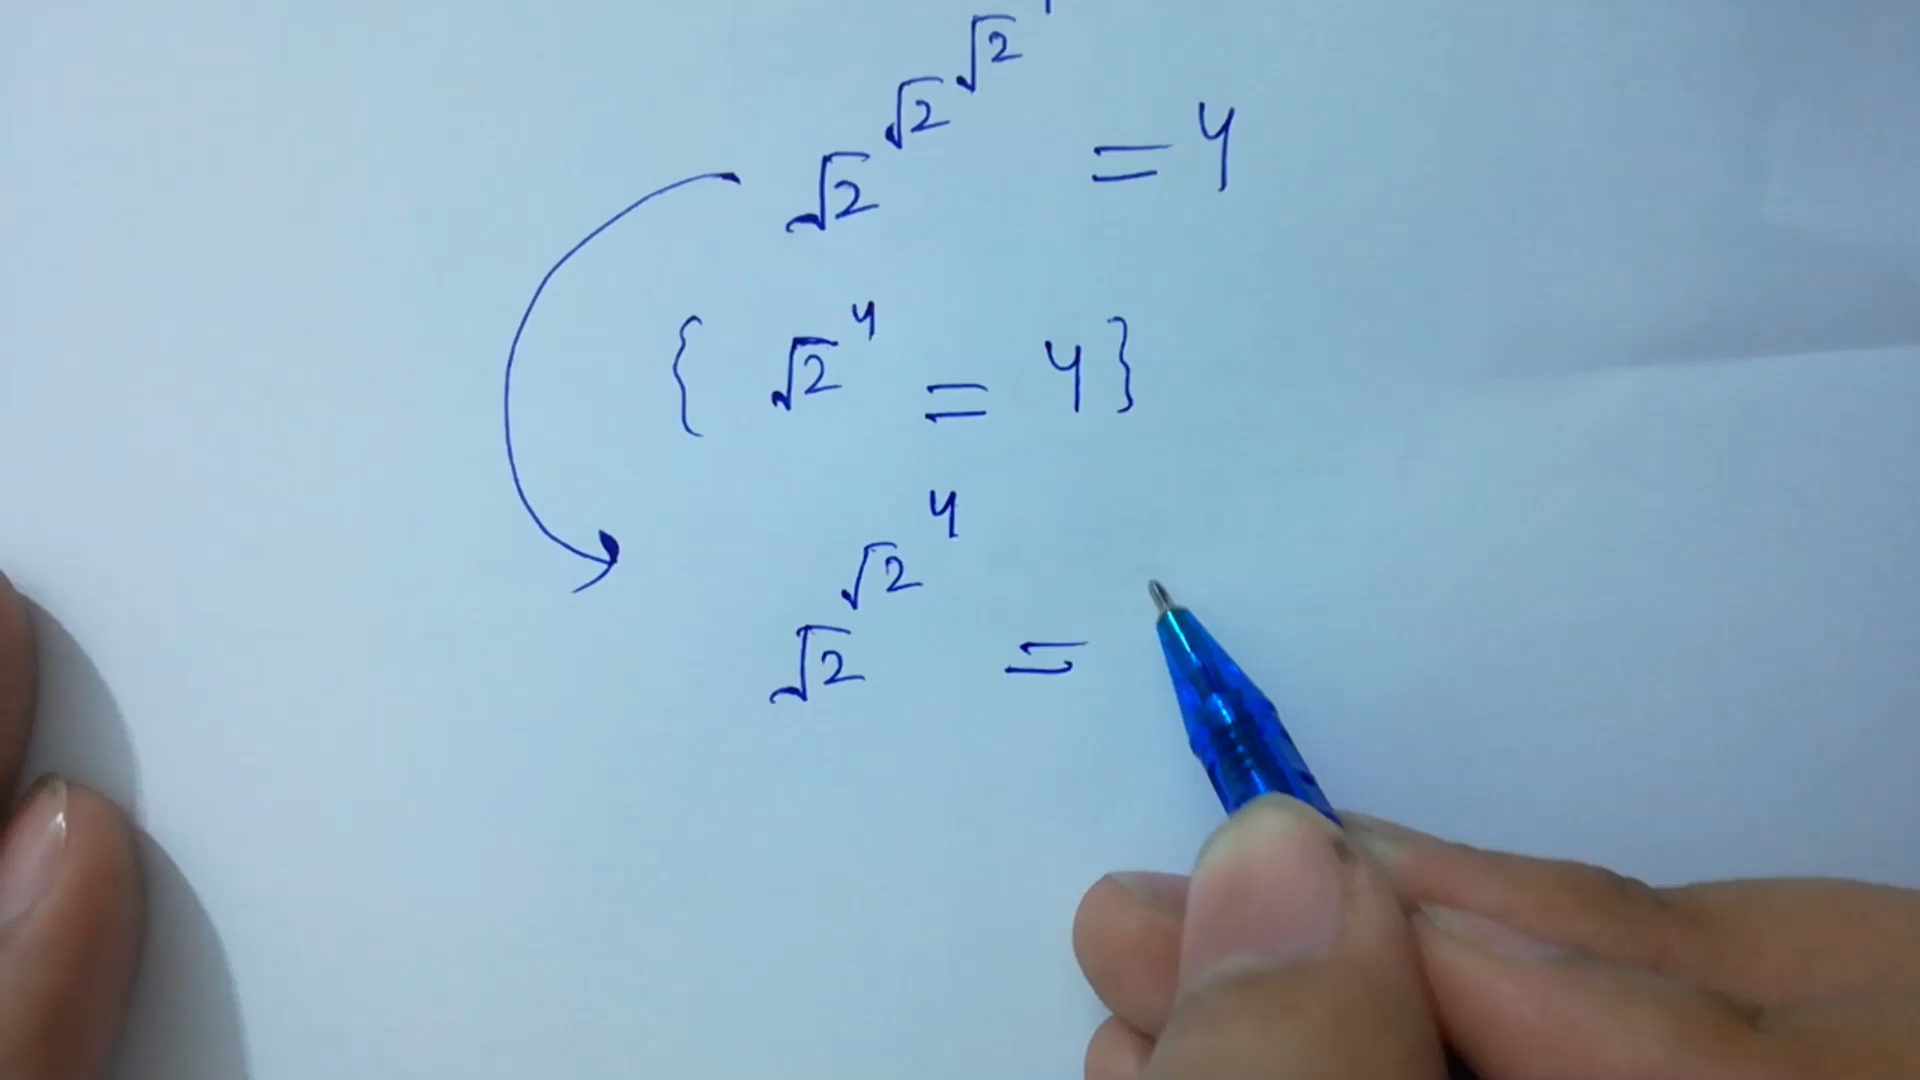 √2^√2^√2 = 4
{ √2^4 = 4 }
√2^√2^4 =